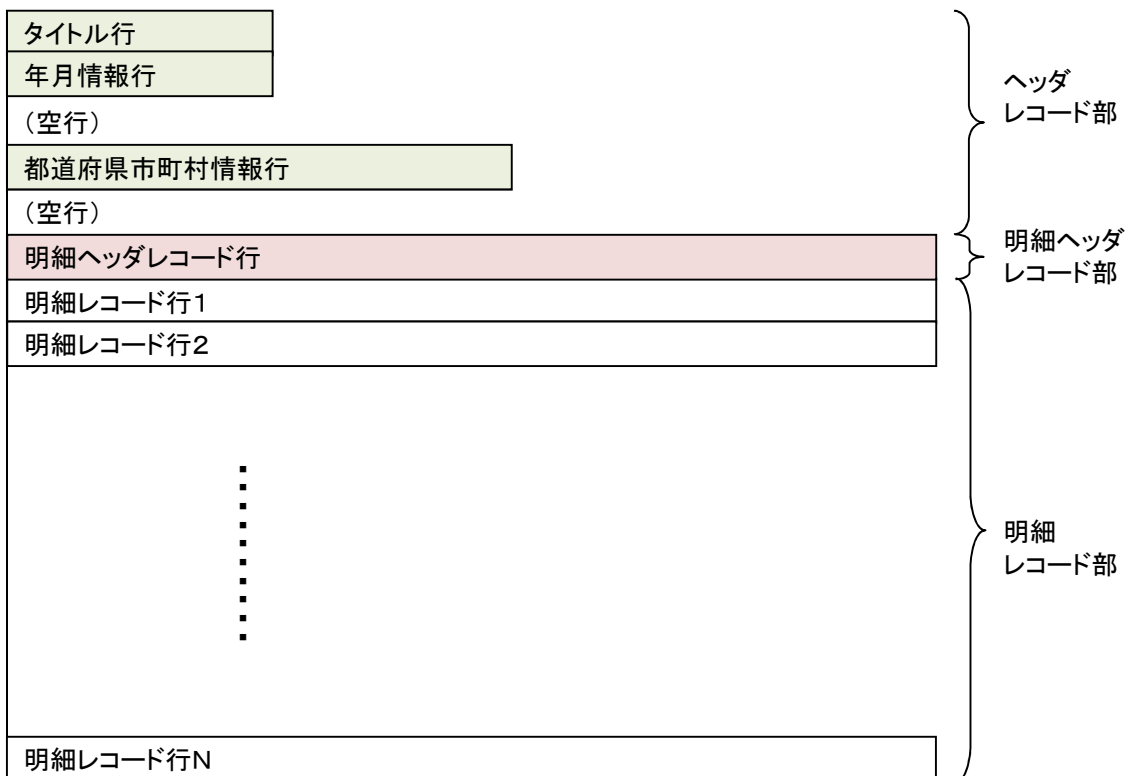 タイトル行
年月情報行
(空行)
都道府県市町村情報行
(空行)
明細ヘッダレコード行
明細レコード行1
明細レコード行2
明細レコード行N
ヘッダ
レコード部
明細ヘッダ
レコード部
明細
レコード部